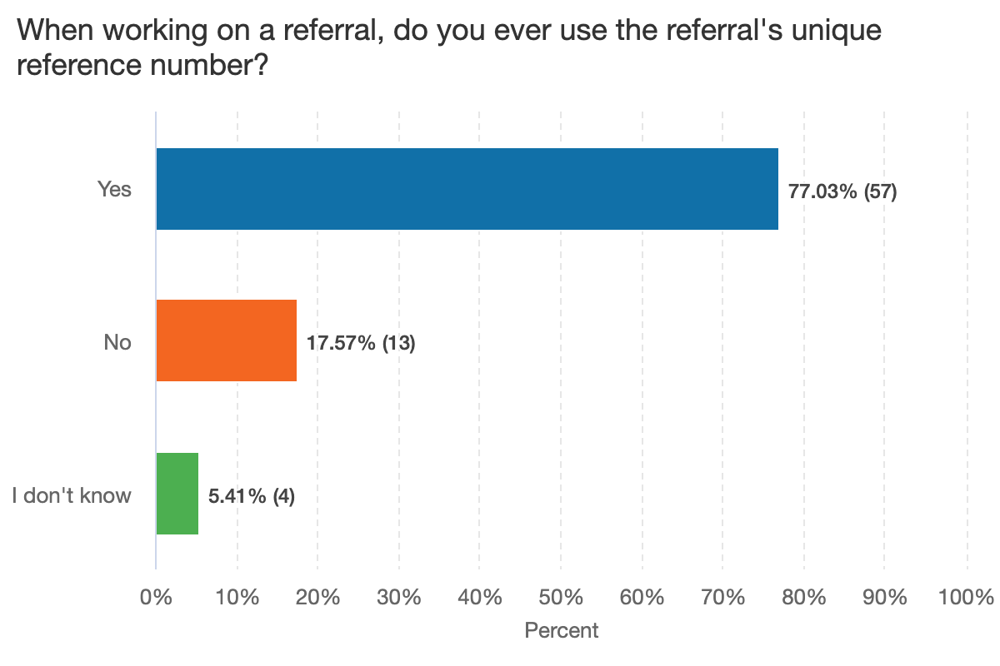 When working on a referral, do you ever use the referral's unique
reference number?
Yes
77.03% (57)
No
17.57% (13)
I don't know
5.41% (4)
0% 10% 20% 30% 40% 50% 60% 70% 80% 90% 100%
Percent